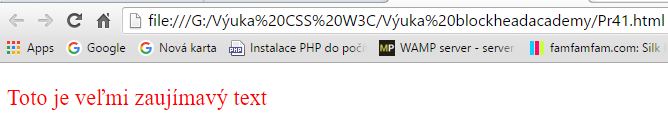 file:///G:/Výuka%20CSS%20W3C/Výuka%20blockheadacademy/Pr41.html
Apps Google Nová karta Instalace PHP do poči WAMP server - server famfamfam.com: Silk I
Toto je veľmi zaujímavý text